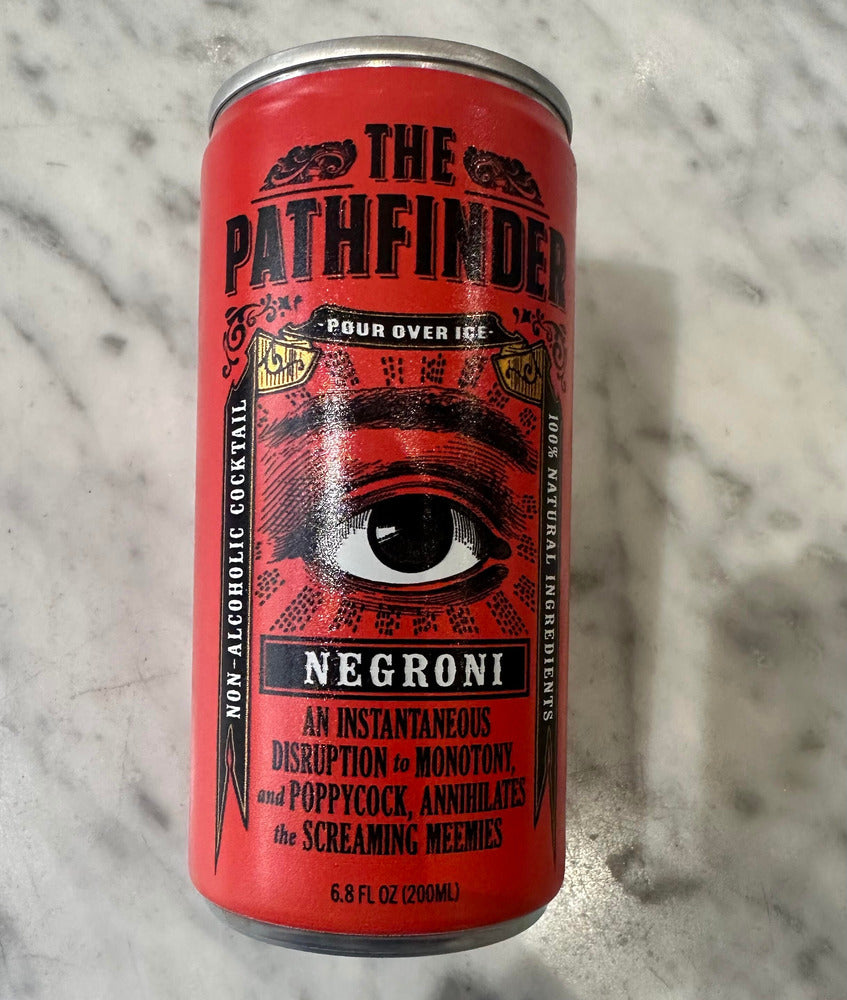 THE
PATHFINDER
-POUR OVER ICE-
NON-ALCOHOLIC COCKTAIL
100% NATURAL INGREDIENTS
NEGRONI
AN INSTANTANEOUS
DISRUPTION to MONOTONY,
and POPPYCOCK, ANNIHILATES
the SCREAMING MEEMIES
6.8 FL OZ (200ML)